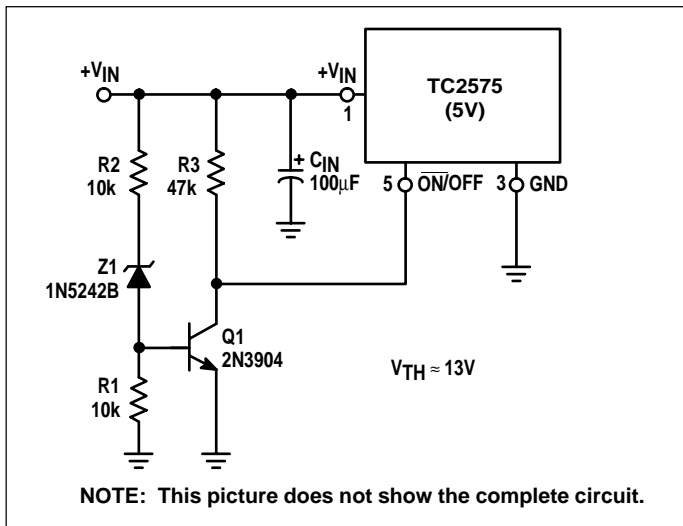 +VIN
+VIN
1
TC2575
(5V)
R2
10k
R3
47k
+
CIN
100µF
5
ON/OFF
3
GND
Z1
1N5242B
Q1
2N3904
VTH ≈ 13V
R1
10k
NOTE: This picture does not show the complete circuit.